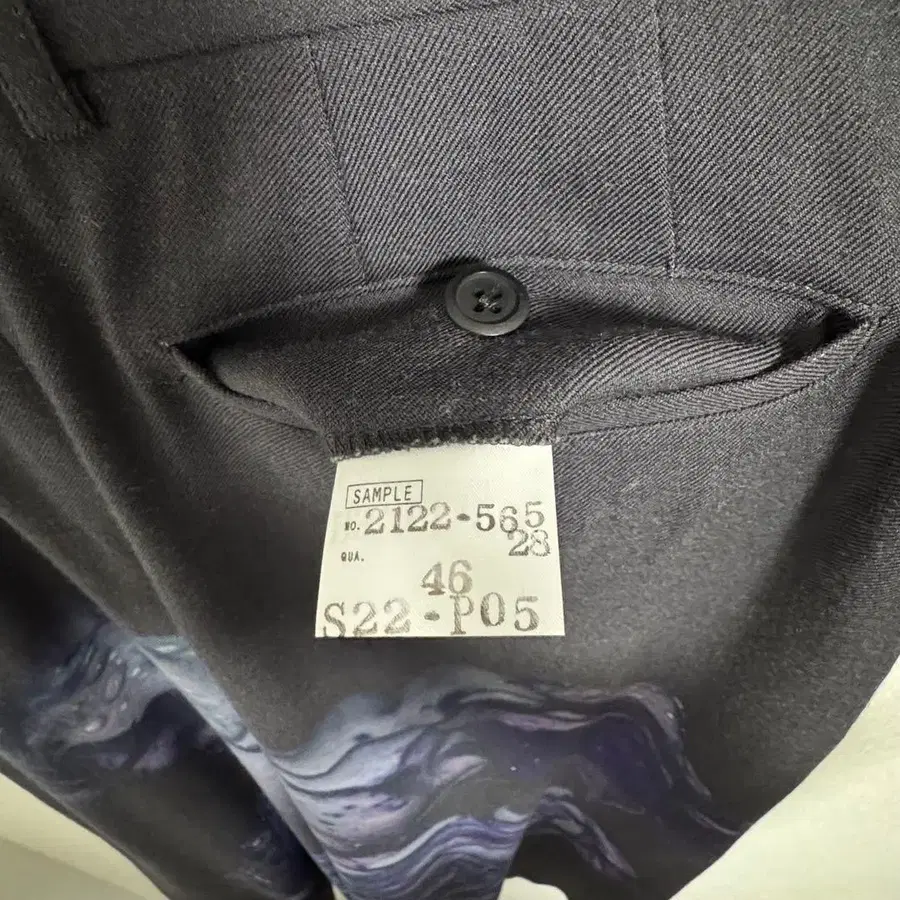 SAMPLE
NO. 2122-565
28
QUA.
46
S22-P05